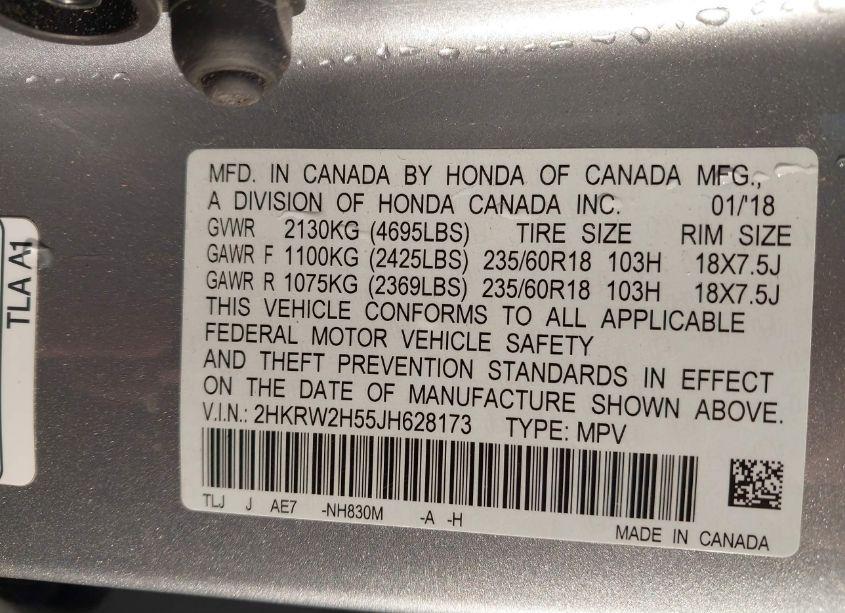 MFD. IN CANADA BY HONDA OF CANADA MFG.,
A DIVISION OF HONDA CANADA INC. 01/'18
GVWR 2130KG (4695LBS) TIRE SIZE RIM SIZE
GAWR F 1100KG (2425LBS) 235/60R18 103H 18X7.5J
GAWR R 1075KG (2369LBS) 235/60R18 103H 18X7.5J
THIS VEHICLE CONFORMS TO ALL APPLICABLE
FEDERAL MOTOR VEHICLE SAFETY
AND THEFT PREVENTION STANDARDS IN EFFECT
ON THE DATE OF MANUFACTURE SHOWN ABOVE.
V.I.N.: 2HKRW2H55JH628173 TYPE: MPV
TLJ J AE7 -NH830M -A -H
MADE IN CANADA
TLA A1